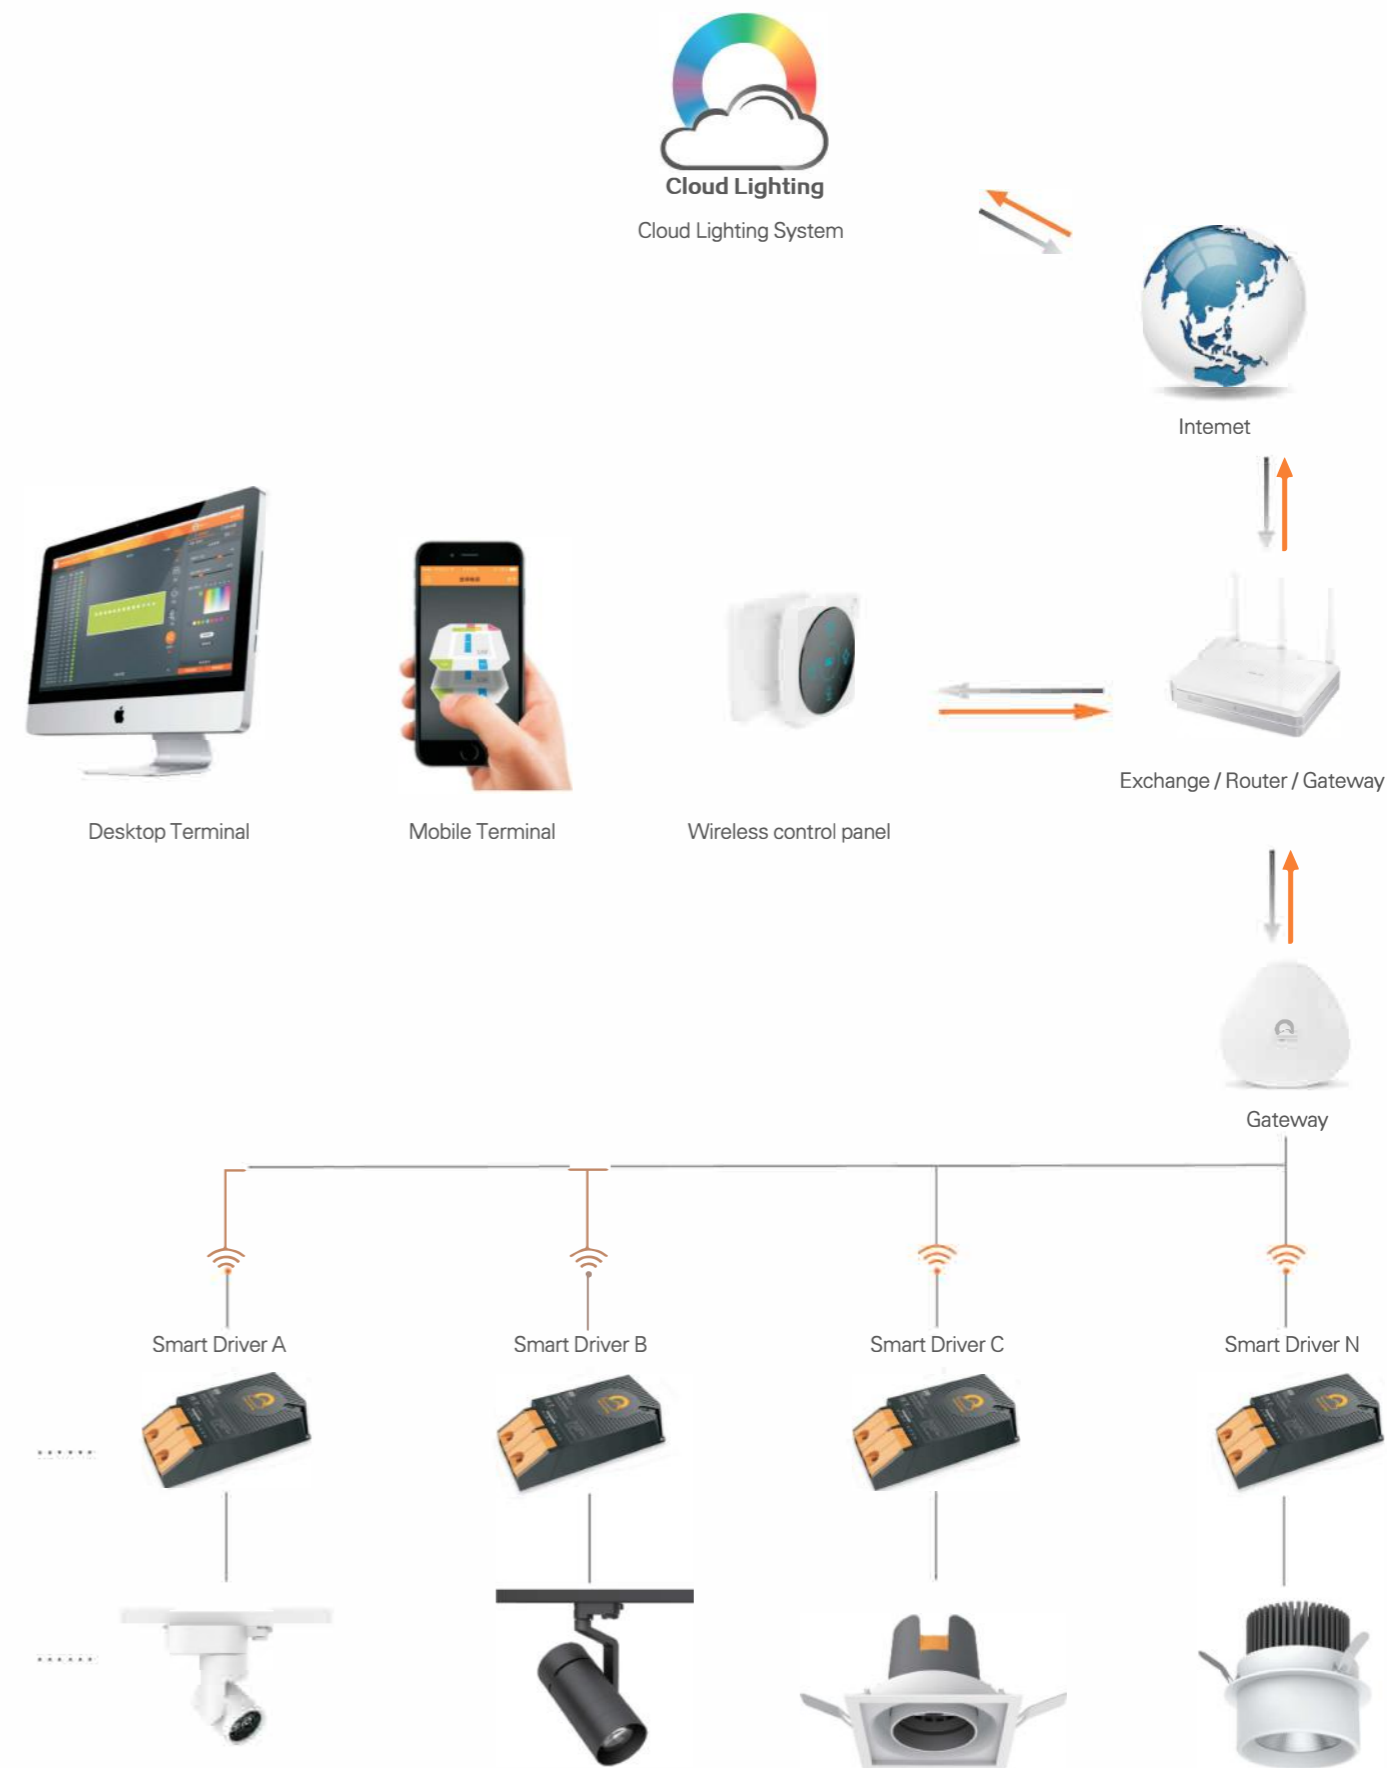 Cloud Lighting
Cloud Lighting System
Internet
Desktop Terminal
Mobile Terminal
Wireless control panel
Exchange / Router / Gateway
Gateway
Smart Driver A
Smart Driver B
Smart Driver C
Smart Driver N